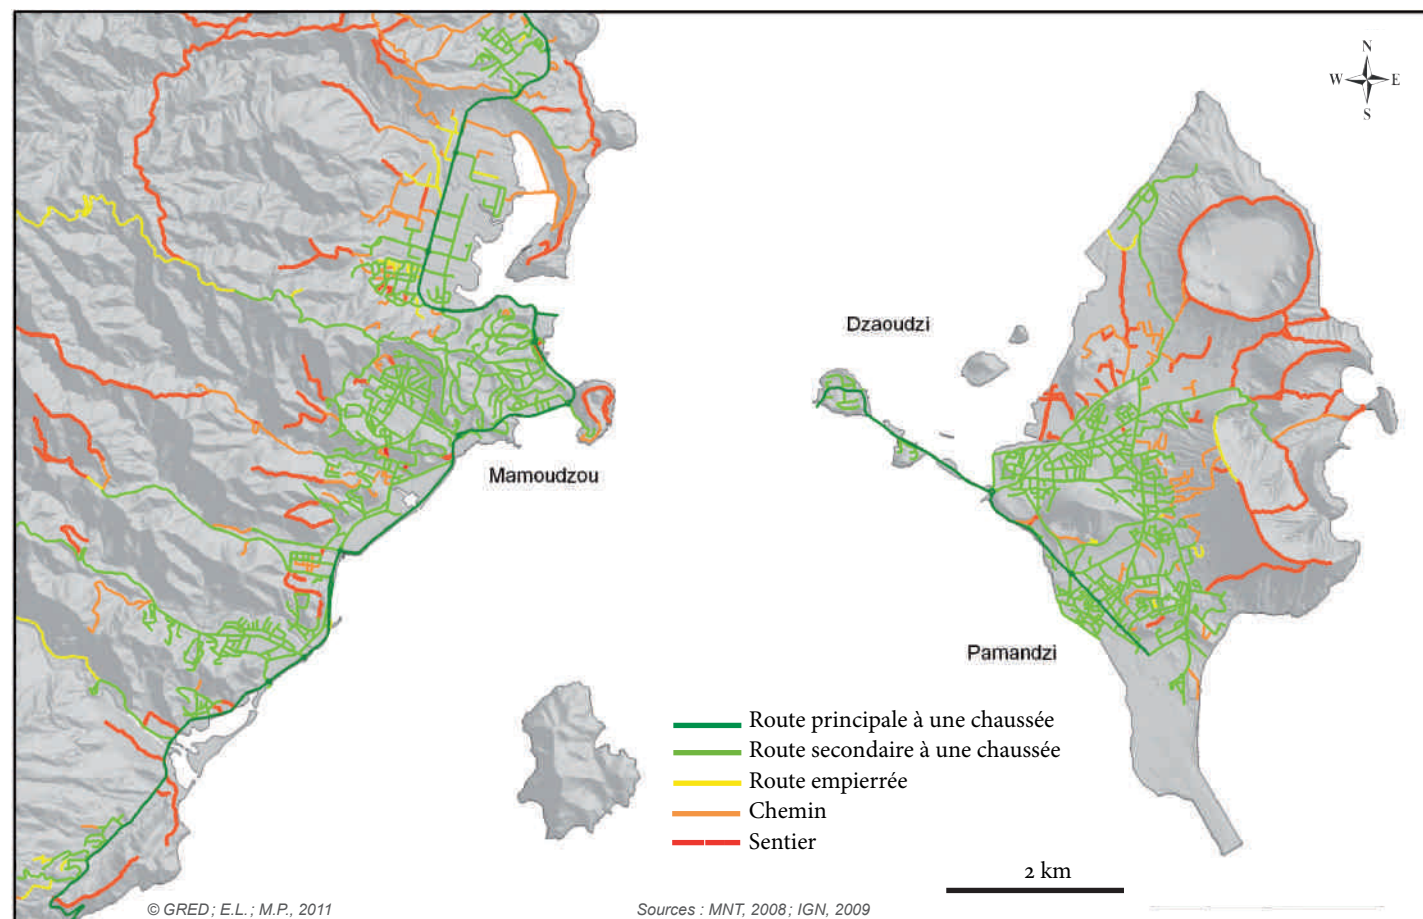 N
W E
S
Dzaoudzi
Mamoudzou
Pamandzi
Route principale à une chaussée
Route secondaire à une chaussée
Route empierrée
Chemin
Sentier
2 km
© GRED ; E.L. ; M.P., 2011
Sources : MNT, 2008 ; IGN, 2009